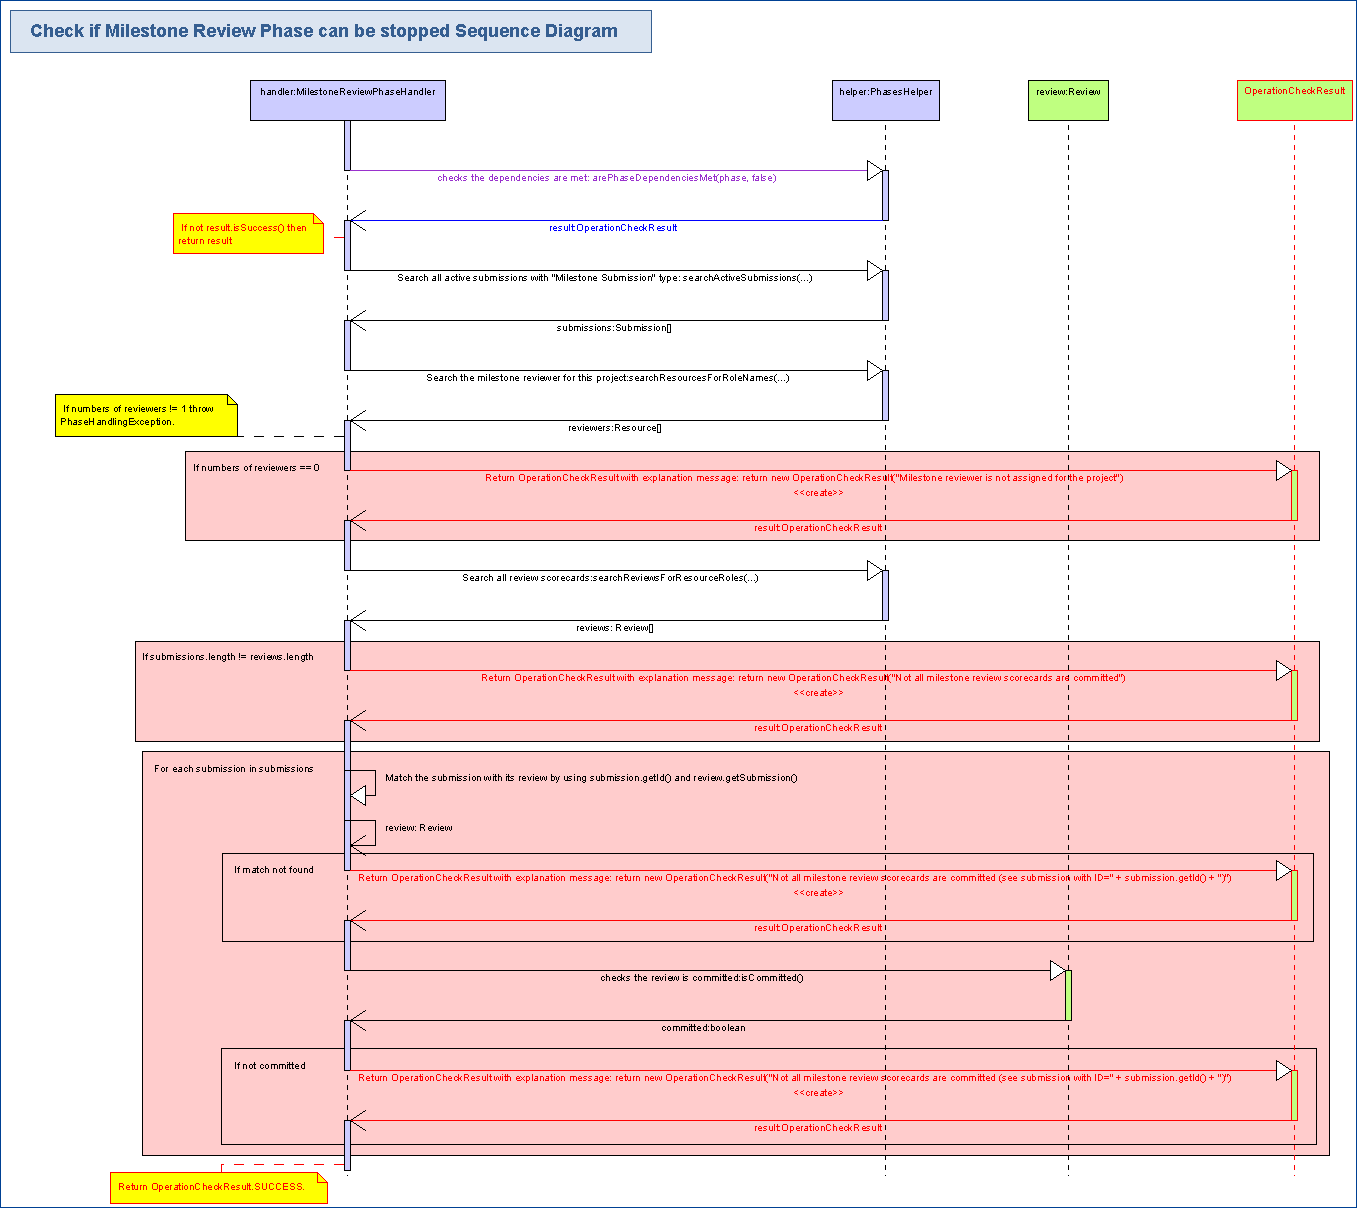 Check if Milestone Review Phase can be stopped Sequence Diagram
handler:MilestoneReviewPhaseHandler
helper:PhasesHelper
review:Review
OperationCheckResult
checks the dependencies are met: arePhaseDependenciesMet(phase, false)
If not result.isSuccess() then
return result
result:OperationCheckResult
Search all active submissions with "Milestone Submission" type: searchActiveSubmissions(...)
submissions:Submission[]
Search the milestone reviewer for this project:searchResourcesForRoleNames(...)
If numbers of reviewers != 1 throw
PhaseHandlingException.
reviewers:Resource[]
If numbers of reviewers == 0
Return OperationCheckResult with explanation message: return new OperationCheckResult("Milestone reviewer is not assigned for the project")
<<create>>
result:OperationCheckResult
Search all review scorecards:searchReviewsForResourceRoles(...)
reviews: Review[]
If submissions.length != reviews.length
Return OperationCheckResult with explanation message: return new OperationCheckResult("Not all milestone review scorecards are committed")
<<create>>
result:OperationCheckResult
For each submission in submissions
Match the submission with its review by using submission.getId() and review.getSubmission()
review: Review
If match not found
Return OperationCheckResult with explanation message: return new OperationCheckResult("Not all milestone review scorecards are committed (see submission with ID=" + submission.getId() + ")")
<<create>>
result:OperationCheckResult
checks the review is committed:isCommitted()
committed:boolean
If not committed
Return OperationCheckResult with explanation message: return new OperationCheckResult("Not all milestone review scorecards are committed (see submission with ID=" + submission.getId() + ")")
<<create>>
result:OperationCheckResult
Return OperationCheckResult.SUCCESS.